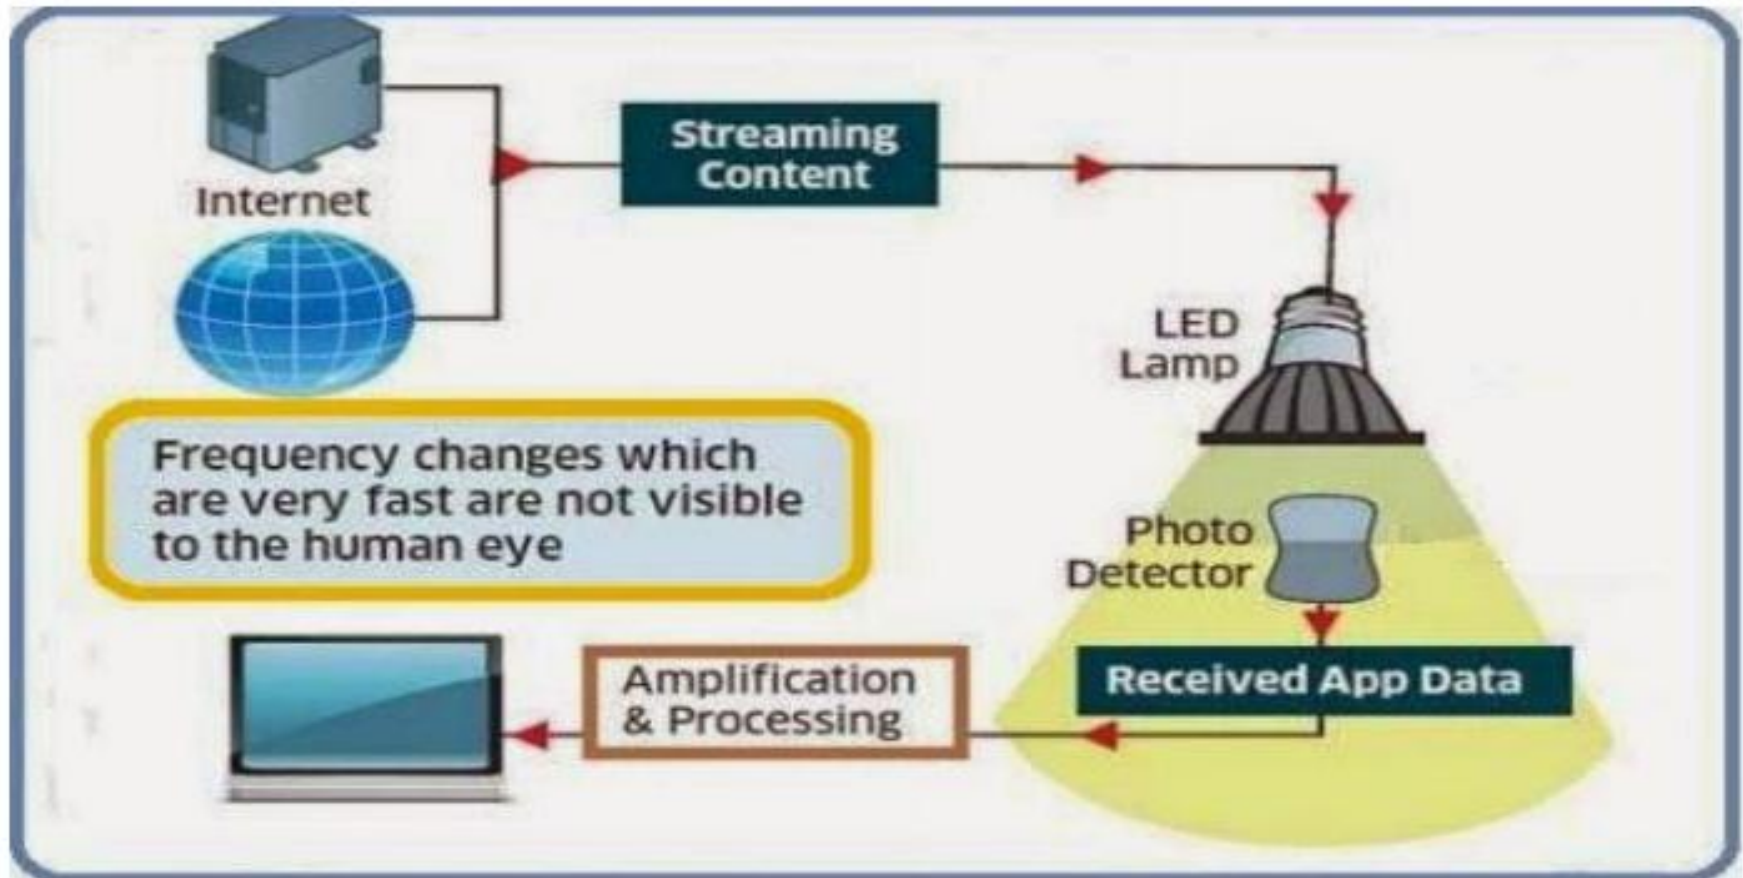 Streaming
Content
Internet
LED
Lamp
Frequency changes which
are very fast are not visible
to the human eye
Photo
Detector
Received App Data
Amplification
& Processing